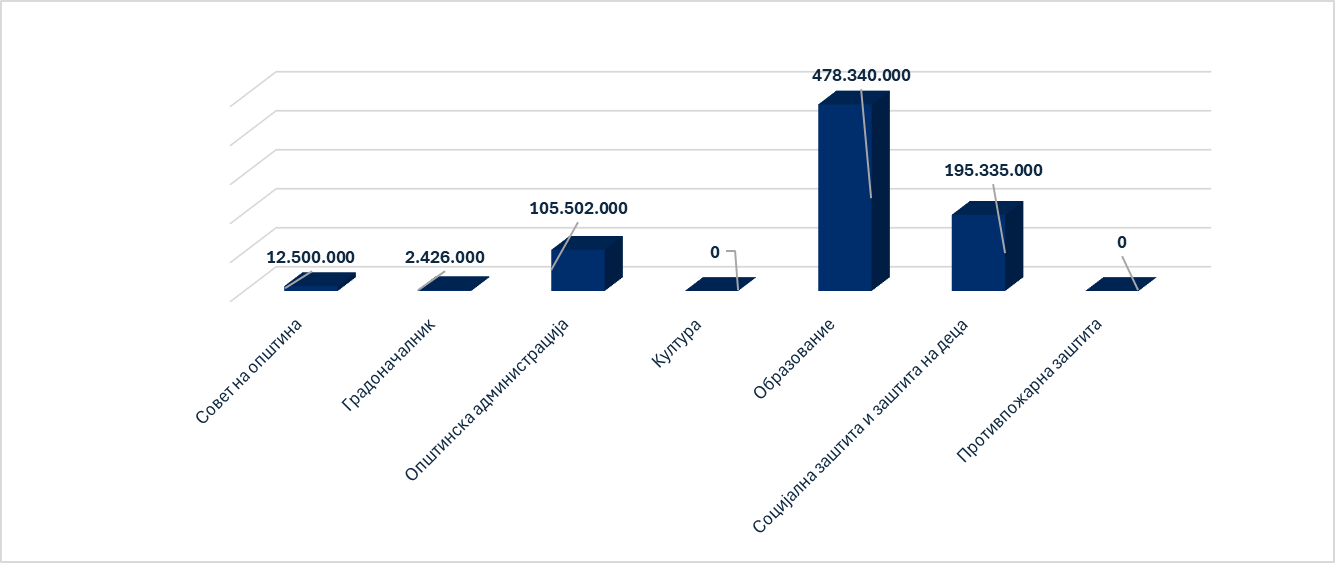 478.340.000
195.335.000
105.502.000
12.500.000
2.426.000
0
0
Совет на општина
Градоначалник
Општинска администрација
Култура
Образование
Социјална заштита и заштита на деца
Противпожарна заштита